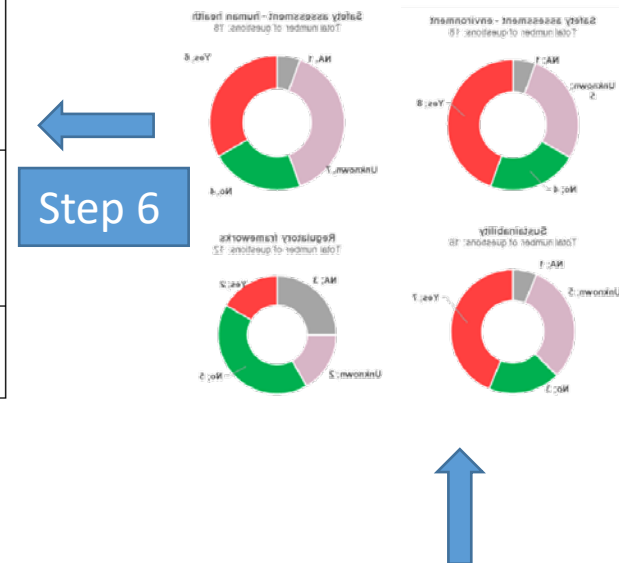 Safety assessment - human health
Total number of questions: 18
NA, 1
Yes, 6
Unknown, 7
No, 4
Safety assessment - environment
Total number of questions: 18
NA; 1
Unknown;
5
Yes; 8
No; 4
Step 6
Regulatory frameworks
Total number of questions: 12
NA; 3
Yes; 2
No; 5
Unknown; 2
Sustainability
Total number of questions: 16
NA; 1
Unknown; 5
Yes; 7
No; 3